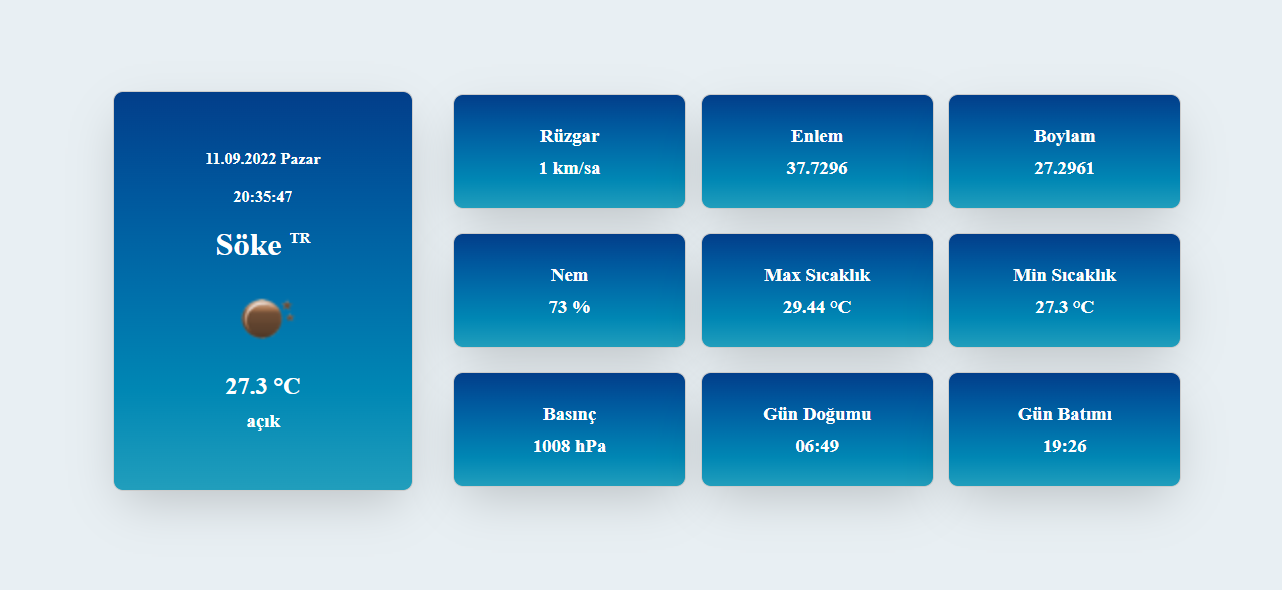 11.09.2022 Pazar
20:35:47
Söke TR
27.3 °C
açık
Rüzgar
1 km/sa
Enlem
37.7296
Boylam
27.2961
Nem
73 %
Max Sıcaklık
29.44 °C
Min Sıcaklık
27.3 °C
Basınç
1008 hPa
Gün Doğumu
06:49
Gün Batımı
19:26